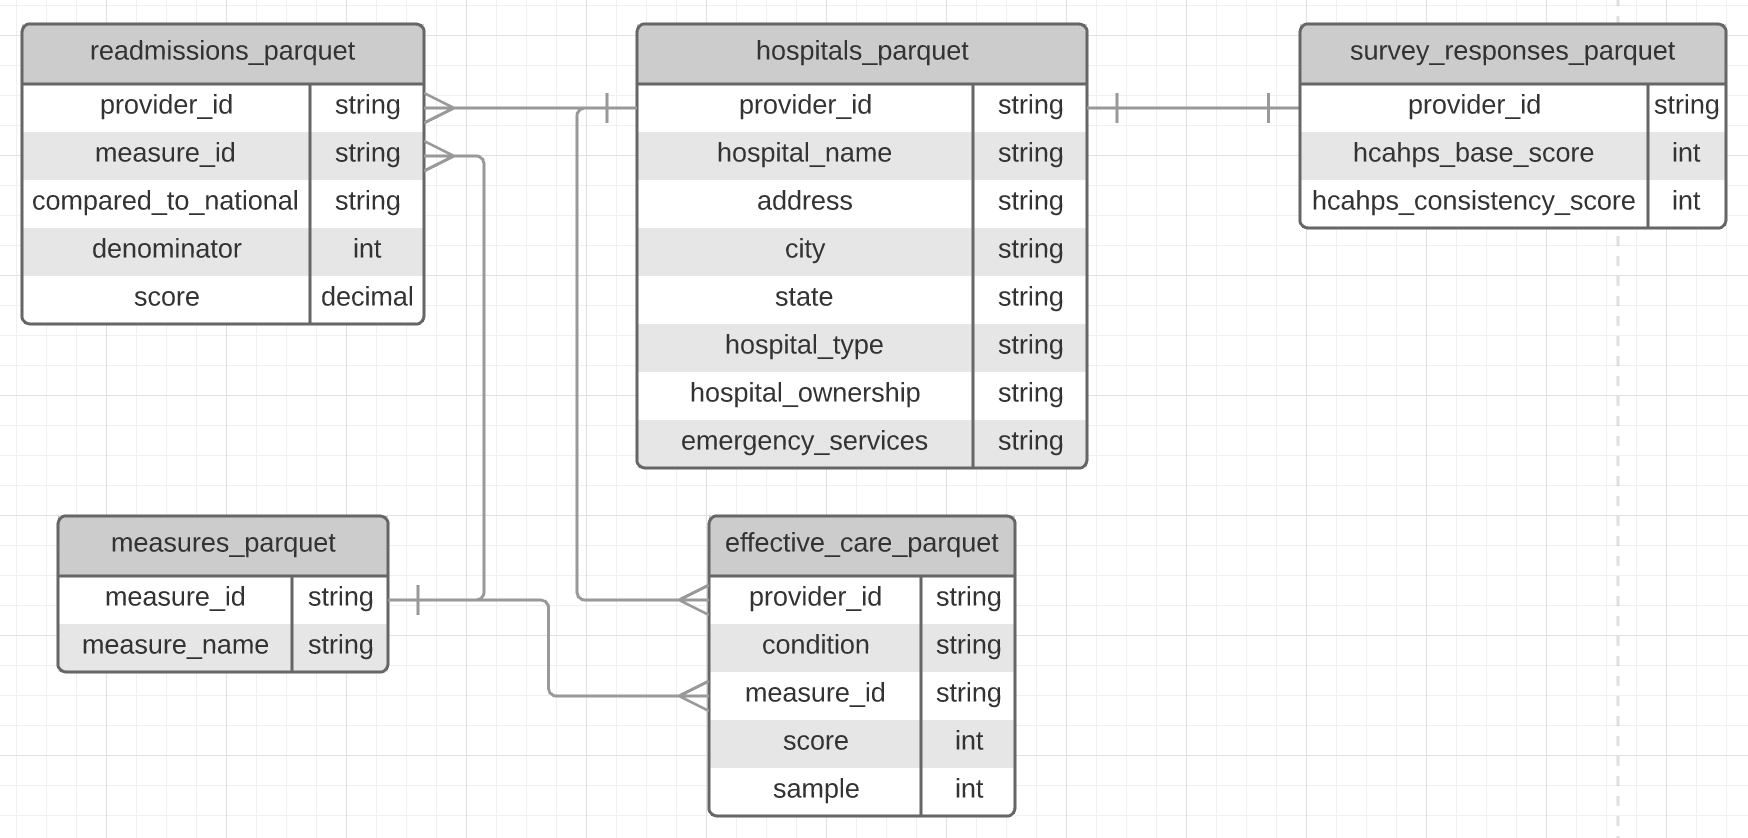 readmissions_parquet
provider_id string
measure_id string
compared_to_national string
denominator int
score decimal
hospitals_parquet
provider_id string
hospital_name string
address string
city string
state string
hospital_type string
hospital_ownership string
emergency_services string
survey_responses_parquet
provider_id string
hcahps_base_score int
hcahps_consistency_score int
measures_parquet
measure_id string
measure_name string
effective_care_parquet
provider_id string
condition string
measure_id string
score int
sample int